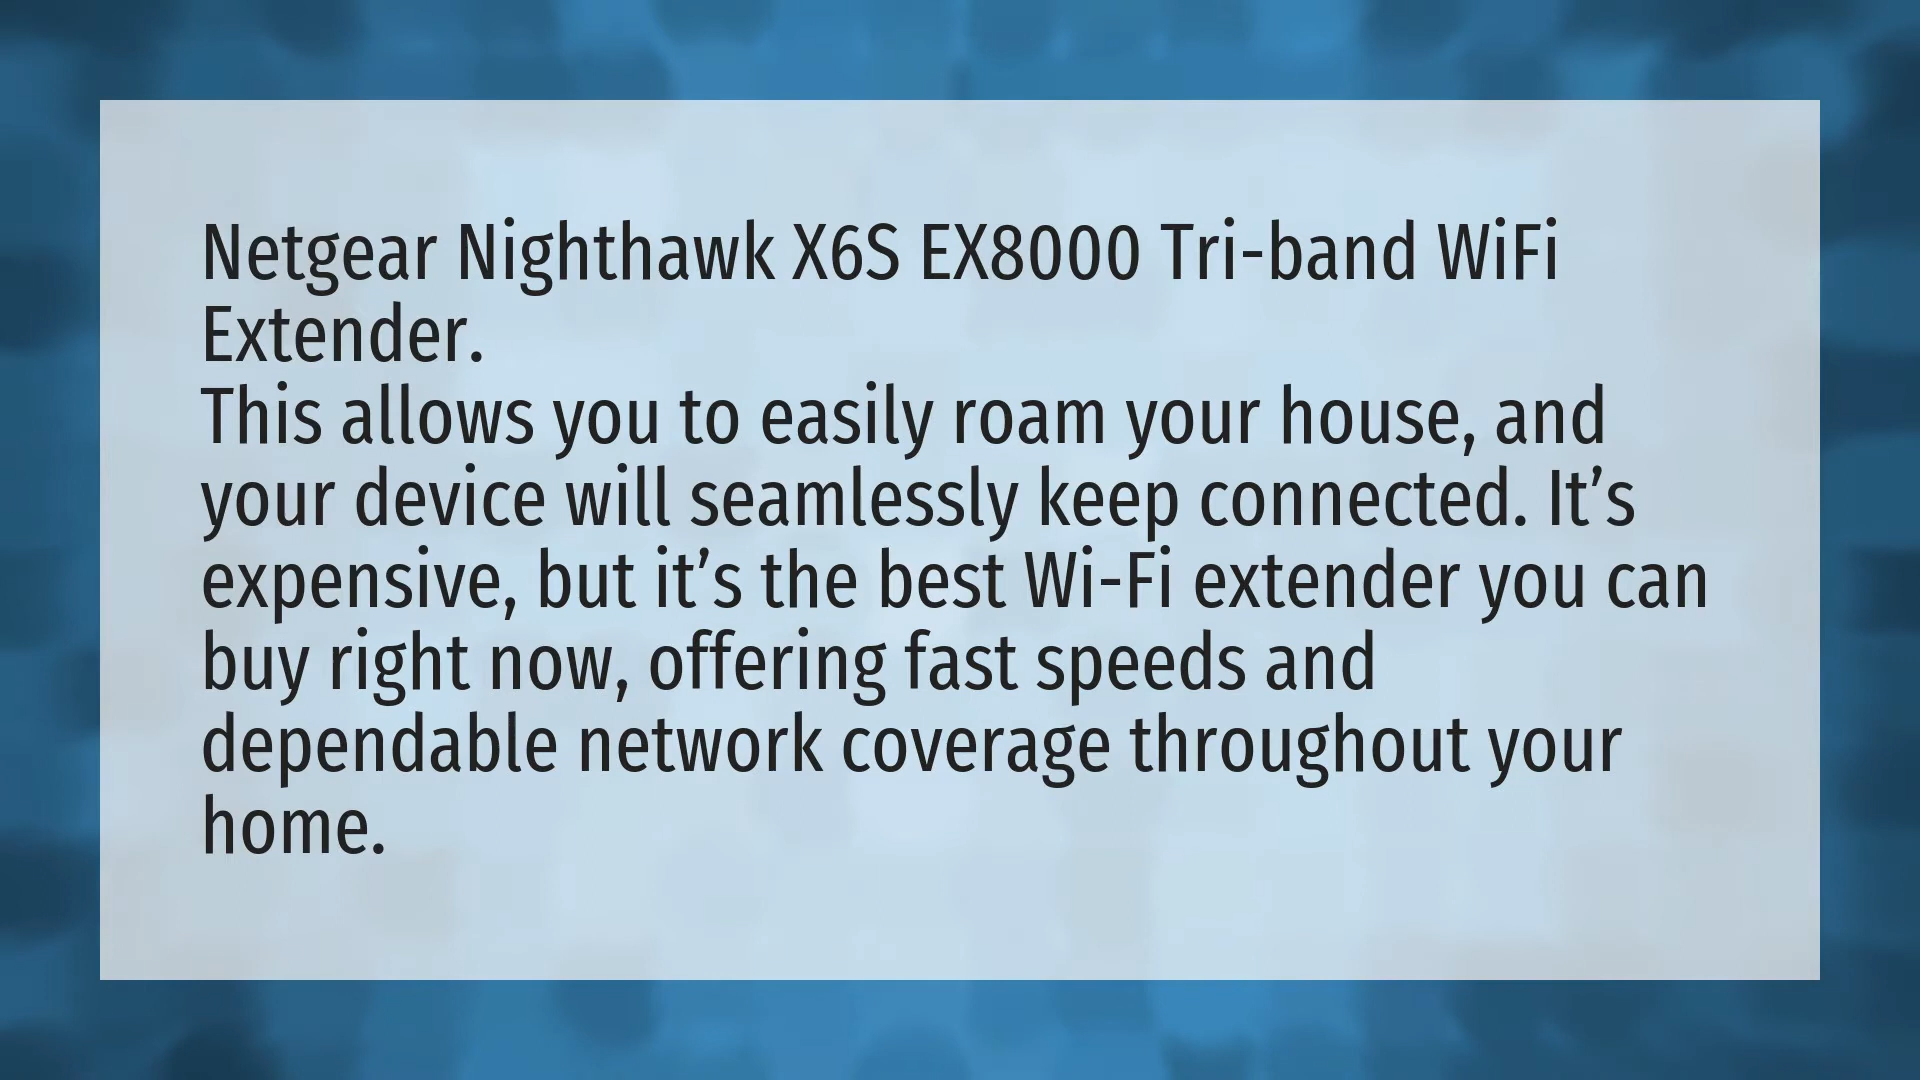 Netgear Nighthawk X6S EX8000 Tri-band WiFi
Extender.
This allows you to easily roam your house, and
your device will seamlessly keep connected. It’s
expensive, but it’s the best Wi-Fi extender you can
buy right now, offering fast speeds and
dependable network coverage throughout your
home.